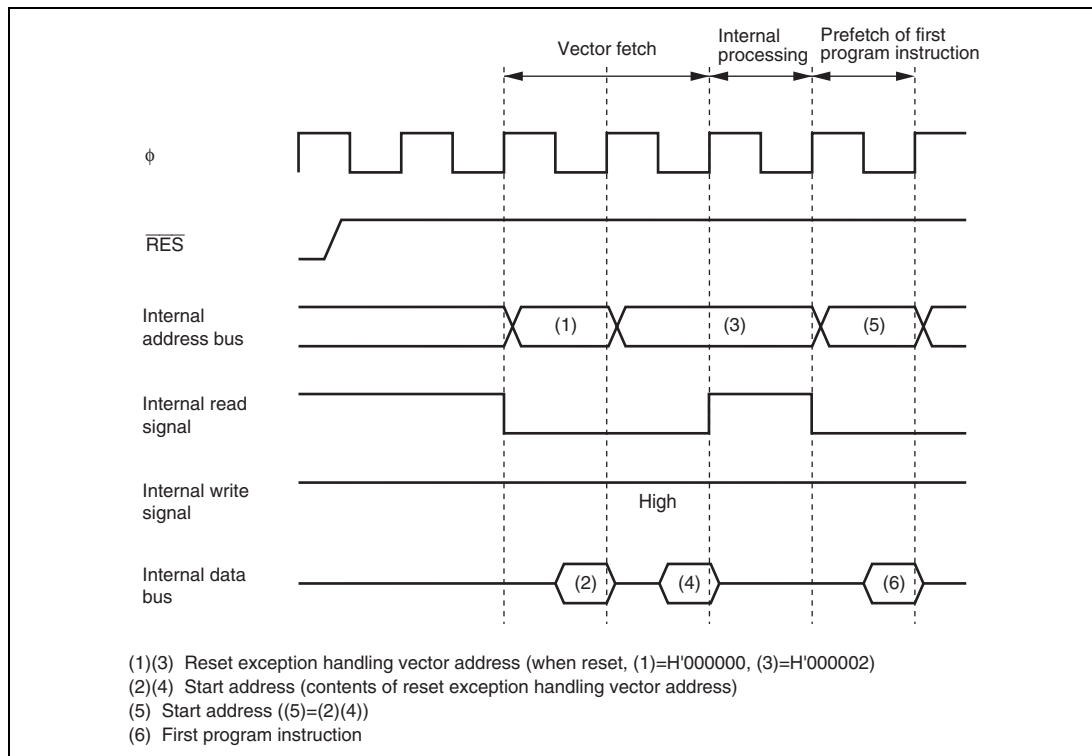 Vector fetch
Internal
processing
Prefetch of first
program instruction
ϕ
RES
Internal
address bus
(1)
(3)
(5)
Internal read
signal
Internal write
signal
High
Internal data
bus
(2)
(4)
(6)
(1)(3) Reset exception handling vector address (when reset, (1)=H'000000, (3)=H'000002)
(2)(4) Start address (contents of reset exception handling vector address)
(5) Start address ((5)=(2)(4))
(6) First program instruction